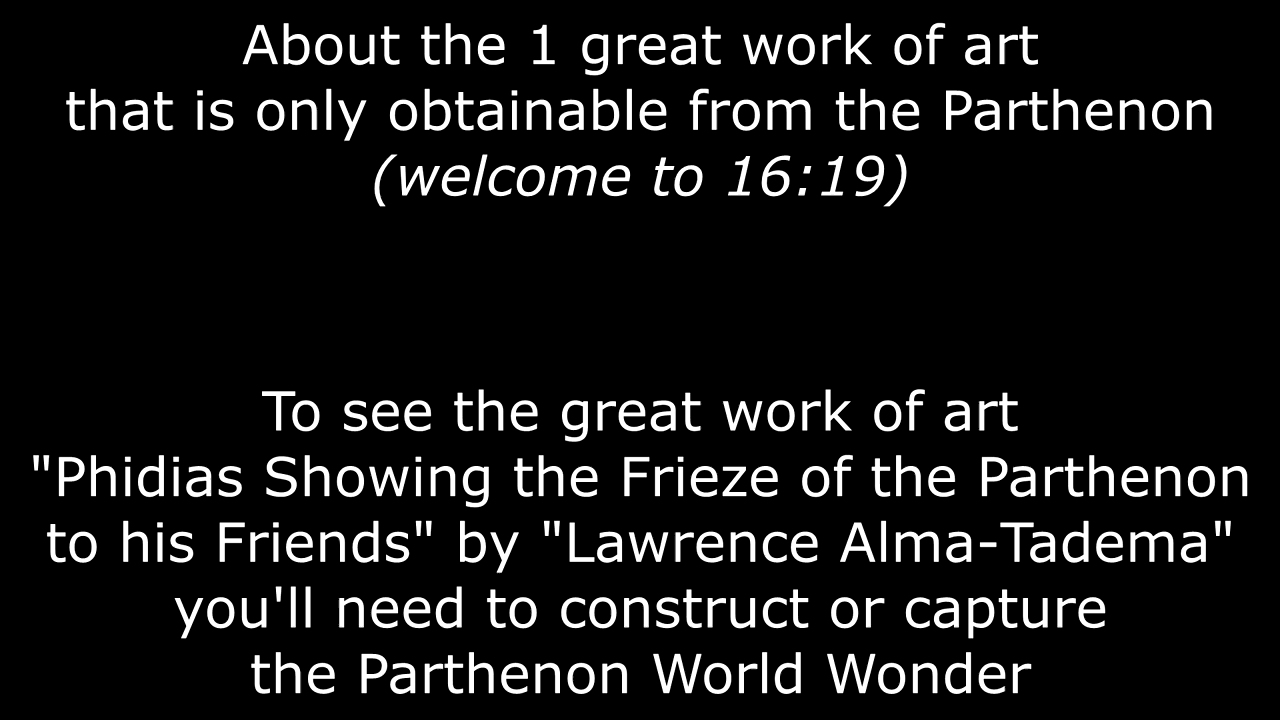 About the 1 great work of art
that is only obtainable from the Parthenon
(welcome to 16:19)
To see the great work of art
"Phidias Showing the Frieze of the Parthenon
to his Friends" by "Lawrence Alma-Tadema"
you'll need to construct or capture
the Parthenon World Wonder